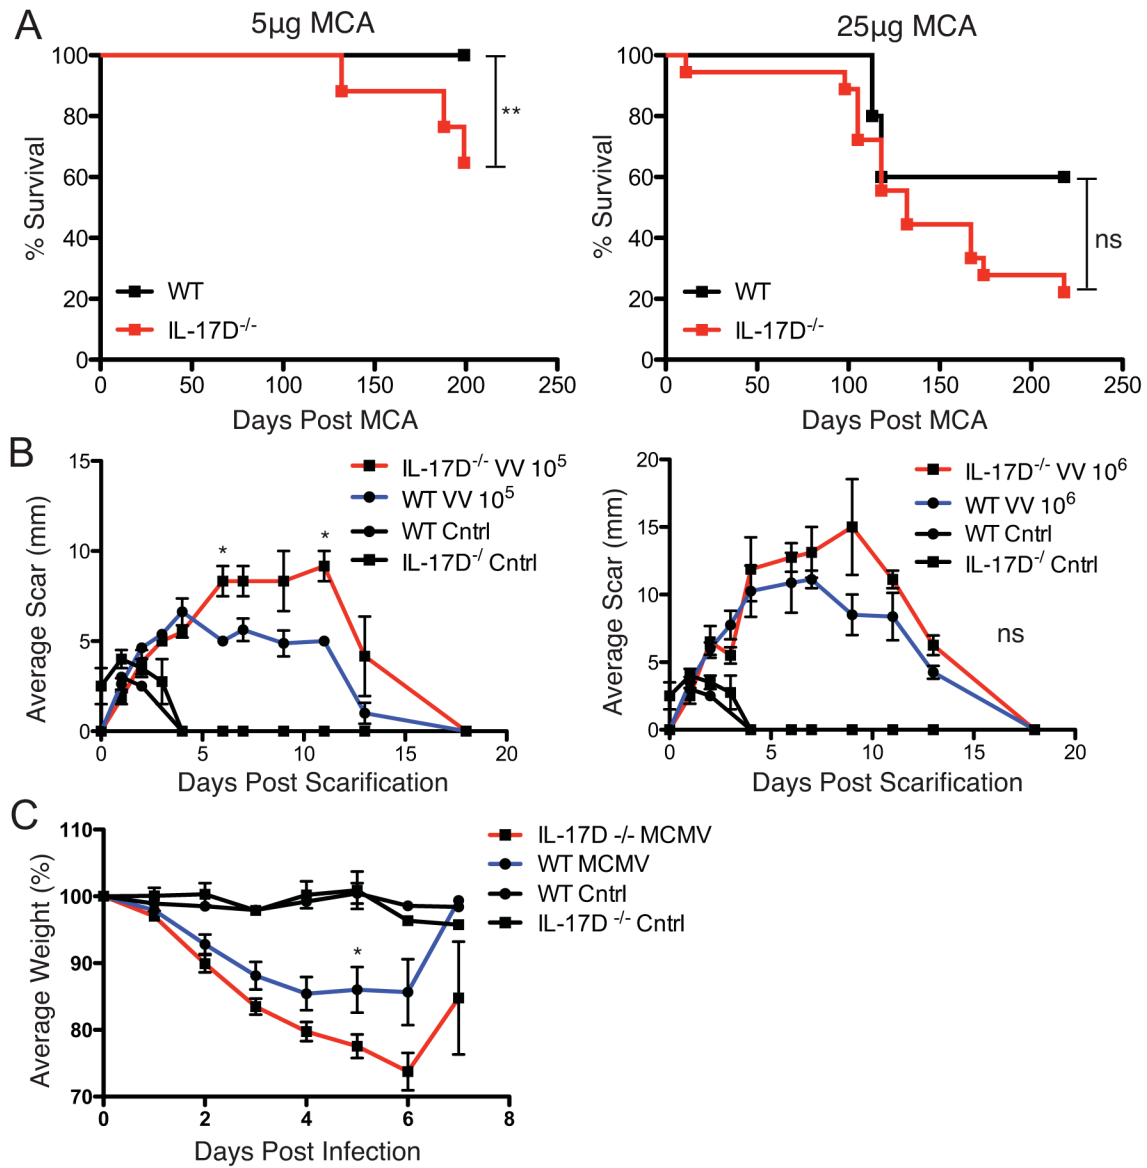 A
5µg MCA
25µg MCA
% Survival
100
80
60
40
20
0
**
WT
IL-17D-/-
0 50 100 150 200 250
Days Post MCA
% Survival
100
80
60
40
20
0
ns
WT
IL-17D-/-
0 50 100 150 200 250
Days Post MCA
B
Average Scar (mm)
15
10
5
0
* *
IL-17D-/- VV 10⁵
WT VV 10⁵
WT Cntrl
IL-17D-/ Cntrl
0 5 10 15 20
Days Post Scarification
Average Scar (mm)
20
15
10
5
0
IL-17D-/- VV 10⁶
WT VV 10⁶
WT Cntrl
IL-17D-/ Cntrl
ns
0 5 10 15 20
Days Post Scarification
C
Average Weight (%)
110
100
90
80
70
*
IL-17D -/- MCMV
WT MCMV
WT Cntrl
IL-17D -/- Cntrl
0 2 4 6 8
Days Post Infection